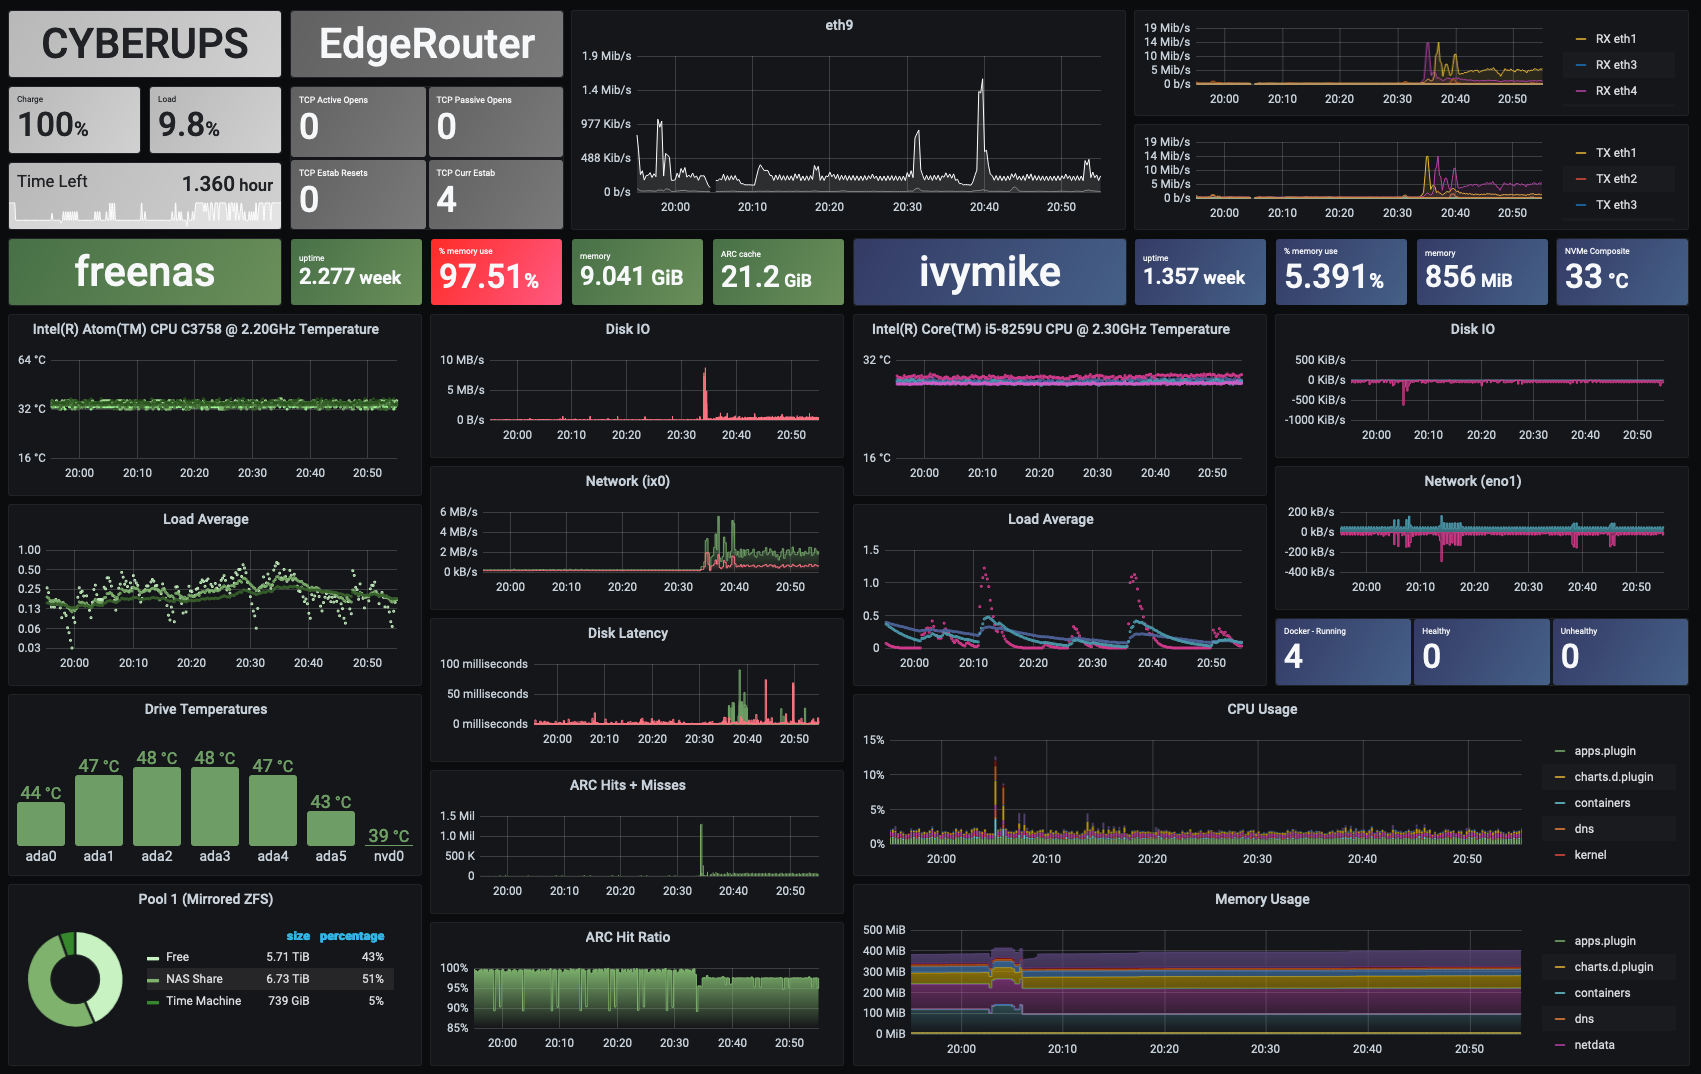 CYBERUPS
Charge
100%
Load
9.8%
Time Left
1.360 hour
EdgeRouter
TCP Active Opens
0
TCP Passive Opens
0
TCP Estab Resets
0
TCP Curr Estab
4
eth9
1.9 Mib/s
1.4 Mib/s
977 Kib/s
488 Kib/s
0 b/s
20:00 20:10 20:20 20:30 20:40 20:50
19 Mib/s
14 Mib/s
10 Mib/s
5 Mib/s
0 b/s
20:00 20:10 20:20 20:30 20:40 20:50
RX eth1
RX eth3
RX eth4
19 Mib/s
14 Mib/s
10 Mib/s
5 Mib/s
0 b/s
20:00 20:10 20:20 20:30 20:40 20:50
TX eth1
TX eth2
TX eth3
freenas
uptime
2.277 week
% memory use
97.51%
memory
9.041 GiB
ARC cache
21.2 GiB
ivymike
uptime
1.357 week
% memory use
5.391%
memory
856 MiB
NVMe Composite
33 °C
Intel(R) Atom(TM) CPU C3758 @ 2.20GHz Temperature
64 °C
32 °C
16 °C
20:00 20:10 20:20 20:30 20:40 20:50
Load Average
1.00
0.50
0.25
0.13
0.06
0.03
20:00 20:10 20:20 20:30 20:40 20:50
Drive Temperatures
44 °C 47 °C 48 °C 48 °C 47 °C 43 °C 39 °C
ada0 ada1 ada2 ada3 ada4 ada5 nvd0
Pool 1 (Mirrored ZFS)
size percentage
Free 5.71 TiB 43%
NAS Share 6.73 TiB 51%
Time Machine 739 GiB 5%
Disk IO
10 MB/s
5 MB/s
0 B/s
20:00 20:10 20:20 20:30 20:40 20:50
Network (ix0)
6 MB/s
4 MB/s
2 MB/s
0 kB/s
20:00 20:10 20:20 20:30 20:40 20:50
Disk Latency
100 milliseconds
50 milliseconds
0 milliseconds
20:00 20:10 20:20 20:30 20:40 20:50
ARC Hits + Misses
1.5 Mil
1.0 Mil
500 K
0
20:00 20:10 20:20 20:30 20:40 20:50
ARC Hit Ratio
100%
95%
90%
85%
20:00 20:10 20:20 20:30 20:40 20:50
Intel(R) Core(TM) i5-8259U CPU @ 2.30GHz Temperature
32 °C
16 °C
20:00 20:10 20:20 20:30 20:40 20:50
Load Average
1.5
1.0
0.5
0
20:00 20:10 20:20 20:30 20:40 20:50
Disk IO
500 KiB/s
0 KiB/s
-500 KiB/s
-1000 KiB/s
20:00 20:10 20:20 20:30 20:40 20:50
Network (eno1)
200 kB/s
0 kB/s
-200 kB/s
-400 kB/s
20:00 20:10 20:20 20:30 20:40 20:50
Docker - Running
4
Healthy
0
Unhealthy
0
CPU Usage
15%
10%
5%
0%
20:00 20:10 20:20 20:30 20:40 20:50
apps.plugin
charts.d.plugin
containers
dns
kernel
Memory Usage
500 MiB
400 MiB
300 MiB
200 MiB
100 MiB
0 MiB
20:00 20:10 20:20 20:30 20:40 20:50
apps.plugin
charts.d.plugin
containers
dns
netdata